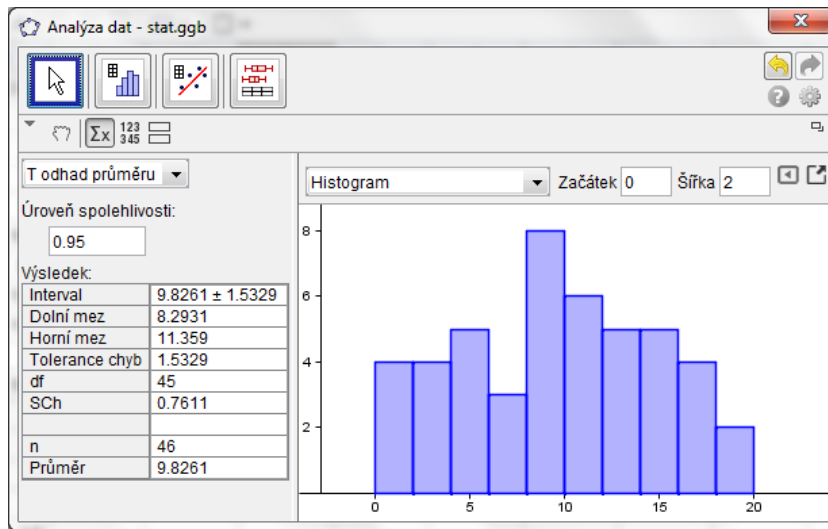 Analýza dat - stat.ggb
Σx 123 345
T odhad průměru
Histogram Začátek 0 Šířka 2
Úroveň spolehlivosti:
0.95
Výsledek:
Interval 9.8261 ± 1.5329
Dolní mez 8.2931
Horní mez 11.359
Tolerance chyb 1.5329
df 45
SCh 0.7611
n 46
Průměr 9.8261
8
6
4
2
0 5 10 15 20